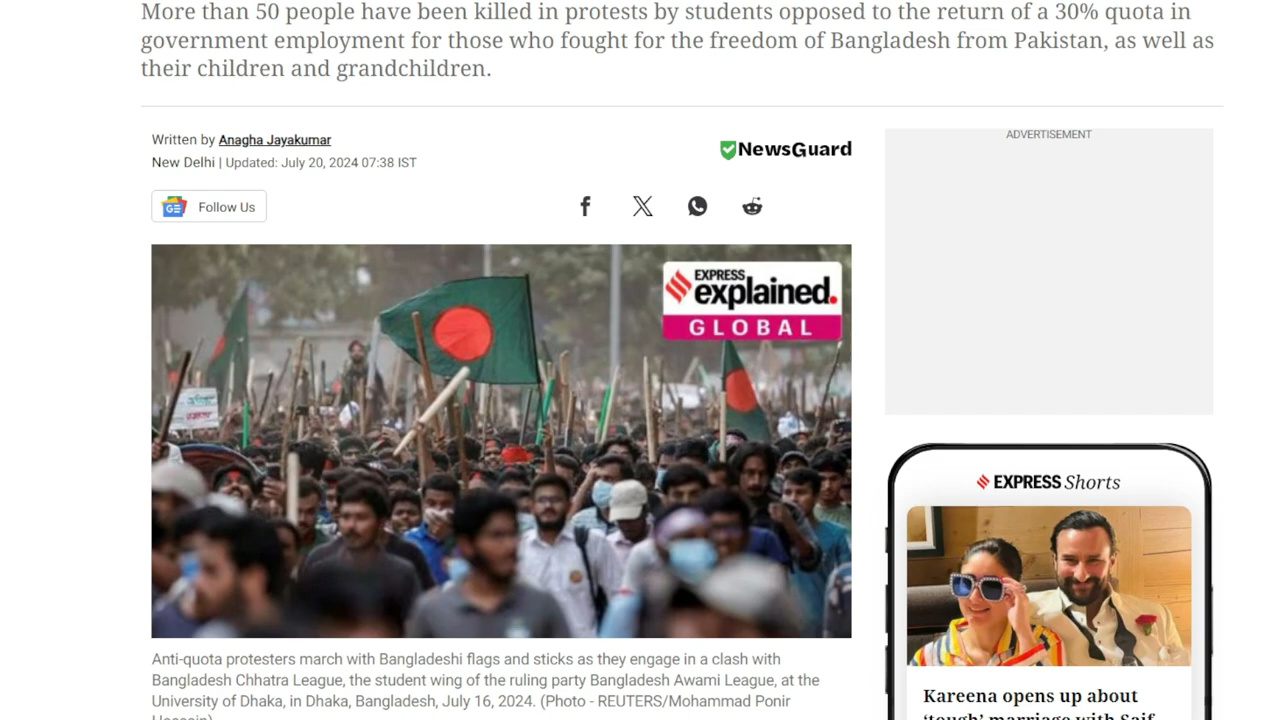 More than 50 people have been killed in protests by students opposed to the return of a 30% quota in
government employment for those who fought for the freedom of Bangladesh from Pakistan, as well as
their children and grandchildren.
Written by Anagha Jayakumar
New Delhi | Updated: July 20, 2024 07:38 IST
NewsGuard
GE Follow Us
EXPRESS
explained.
GLOBAL
Anti-quota protesters march with Bangladeshi flags and sticks as they engage in a clash with
Bangladesh Chhatra League, the student wing of the ruling party Bangladesh Awami League, at the
University of Dhaka, in Dhaka, Bangladesh, July 16, 2024. (Photo - REUTERS/Mohammad Ponir
ADVERTISEMENT
EXPRESS Shorts
Kareena opens up about
‘tough’ marriage with Saif